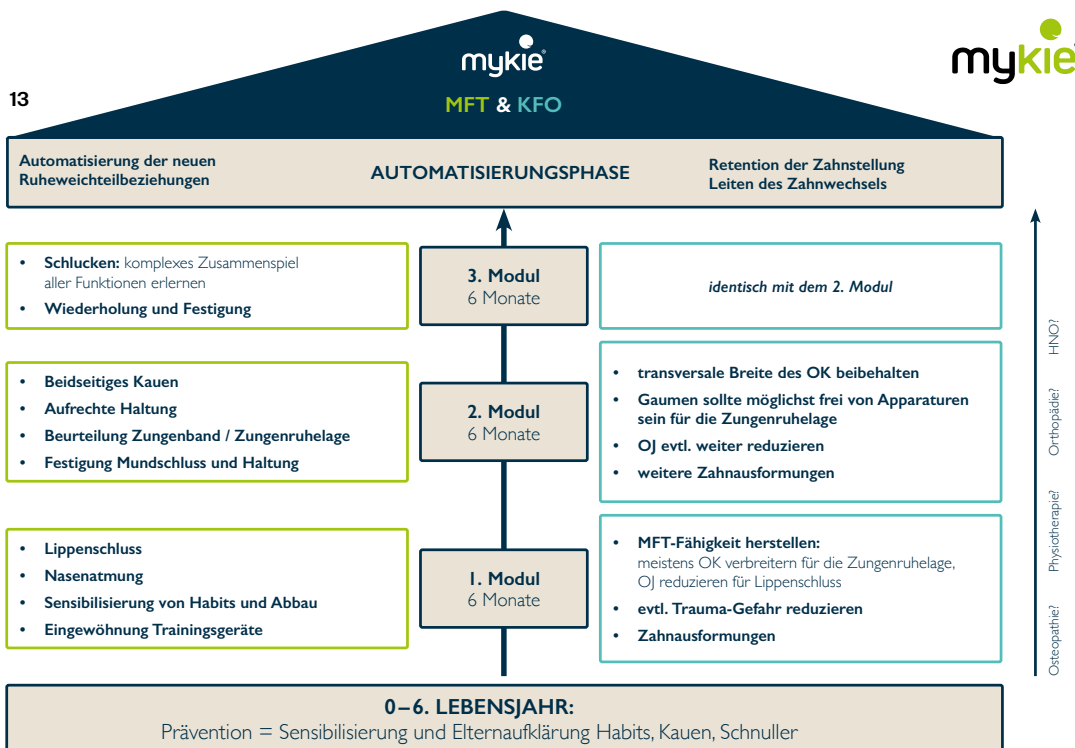 mykie®
mykie
13
MFT & KFO
Automatisierung der neuen
Ruheweichteilbeziehungen
AUTOMATISIERUNGSPHASE
Retention der Zahnstellung
Leiten des Zahnwechsels
• Schlucken: komplexes Zusammenspiel
aller Funktionen erlernen
• Wiederholung und Festigung
3. Modul
6 Monate
identisch mit dem 2. Modul
• Beidseitiges Kauen
• Aufrechte Haltung
• Beurteilung Zungenband / Zungenruhelage
• Festigung Mundschluss und Haltung
2. Modul
6 Monate
• transversale Breite des OK beibehalten
• Gaumen sollte möglichst frei von Apparaturen
sein für die Zungenruhelage
• OJ evtl. weiter reduzieren
• weitere Zahnausformungen
• Lippenschluss
• Nasenatmung
• Sensibilisierung von Habits und Abbau
• Eingewöhnung Trainingsgeräte
1. Modul
6 Monate
• MFT-Fähigkeit herstellen:
meistens OK verbreitern für die Zungenruhelage,
OJ reduzieren für Lippenschluss
• evtl. Trauma-Gefahr reduzieren
• Zahnausformungen
Osteopathie? Physiotherapie? Orthopädie? HNO?
0–6. LEBENSJAHR:
Prävention = Sensibilisierung und Elternaufklärung Habits, Kauen, Schnuller